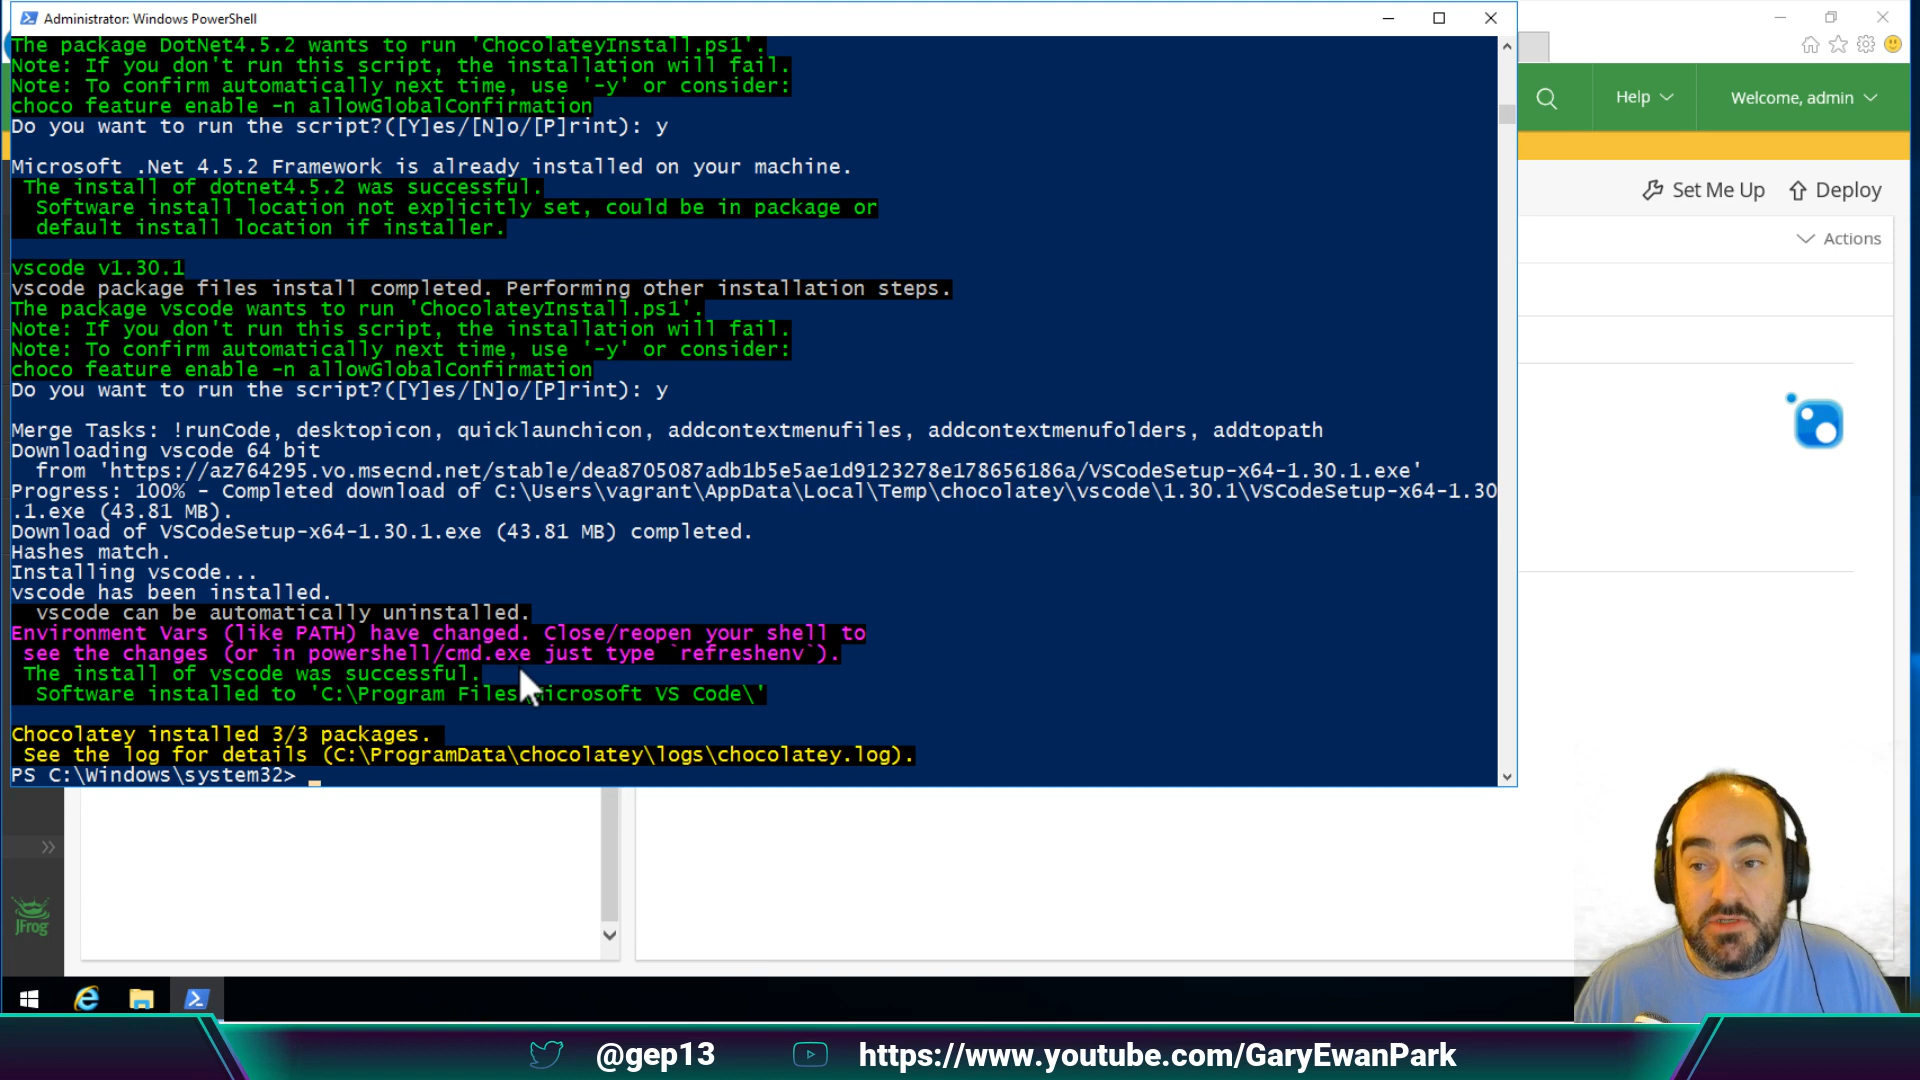 Administrator: Windows PowerShell
The package DotNet4.5.2 wants to run 'ChocolateyInstall.ps1'.
Note: If you don't run this script, the installation will fail.
Note: To confirm automatically next time, use '-y' or consider:
choco feature enable -n allowGlobalConfirmation
Do you want to run the script?([Y]es/[N]o/[P]rint): y
Microsoft .Net 4.5.2 Framework is already installed on your machine.
The install of dotnet4.5.2 was successful.
Software install location not explicitly set, could be in package or
default install location if installer.
vscode v1.30.1
vscode package files install completed. Performing other installation steps.
The package vscode wants to run 'ChocolateyInstall.ps1'.
Note: If you don't run this script, the installation will fail.
Note: To confirm automatically next time, use '-y' or consider:
choco feature enable -n allowGlobalConfirmation
Do you want to run the script?([Y]es/[N]o/[P]rint): y
Merge Tasks: !runCode, desktopicon, quicklaunchicon, addcontextmenufiles, addcontextmenufolders, addtopath
Downloading vscode 64 bit
from 'https://az764295.vo.msecnd.net/stable/dea8705087adb1b5e5ae1d9123278e178656186a/VSCodeSetup-x64-1.30.1.exe'
Progress: 100% - Completed download of C:\Users\vagrant\AppData\Local\Temp\chocolatey\vscode\1.30.1\VSCodeSetup-x64-1.30
.1.exe (43.81 MB).
Download of VSCodeSetup-x64-1.30.1.exe (43.81 MB) completed.
Hashes match.
Installing vscode...
vscode has been installed.
vscode can be automatically uninstalled.
Environment Vars (like PATH) have changed. Close/reopen your shell to
see the changes (or in powershell/cmd.exe just type `refreshenv`).
The install of vscode was successful.
Software installed to 'C:\Program Files\Microsoft VS Code\'
Chocolatey installed 3/3 packages.
See the log for details (C:\ProgramData\chocolatey\logs\chocolatey.log).
PS C:\Windows\system32>
Help
Welcome, admin
Set Me Up
Deploy
Actions
JFrog
@gep13
https://www.youtube.com/GaryEwanPark